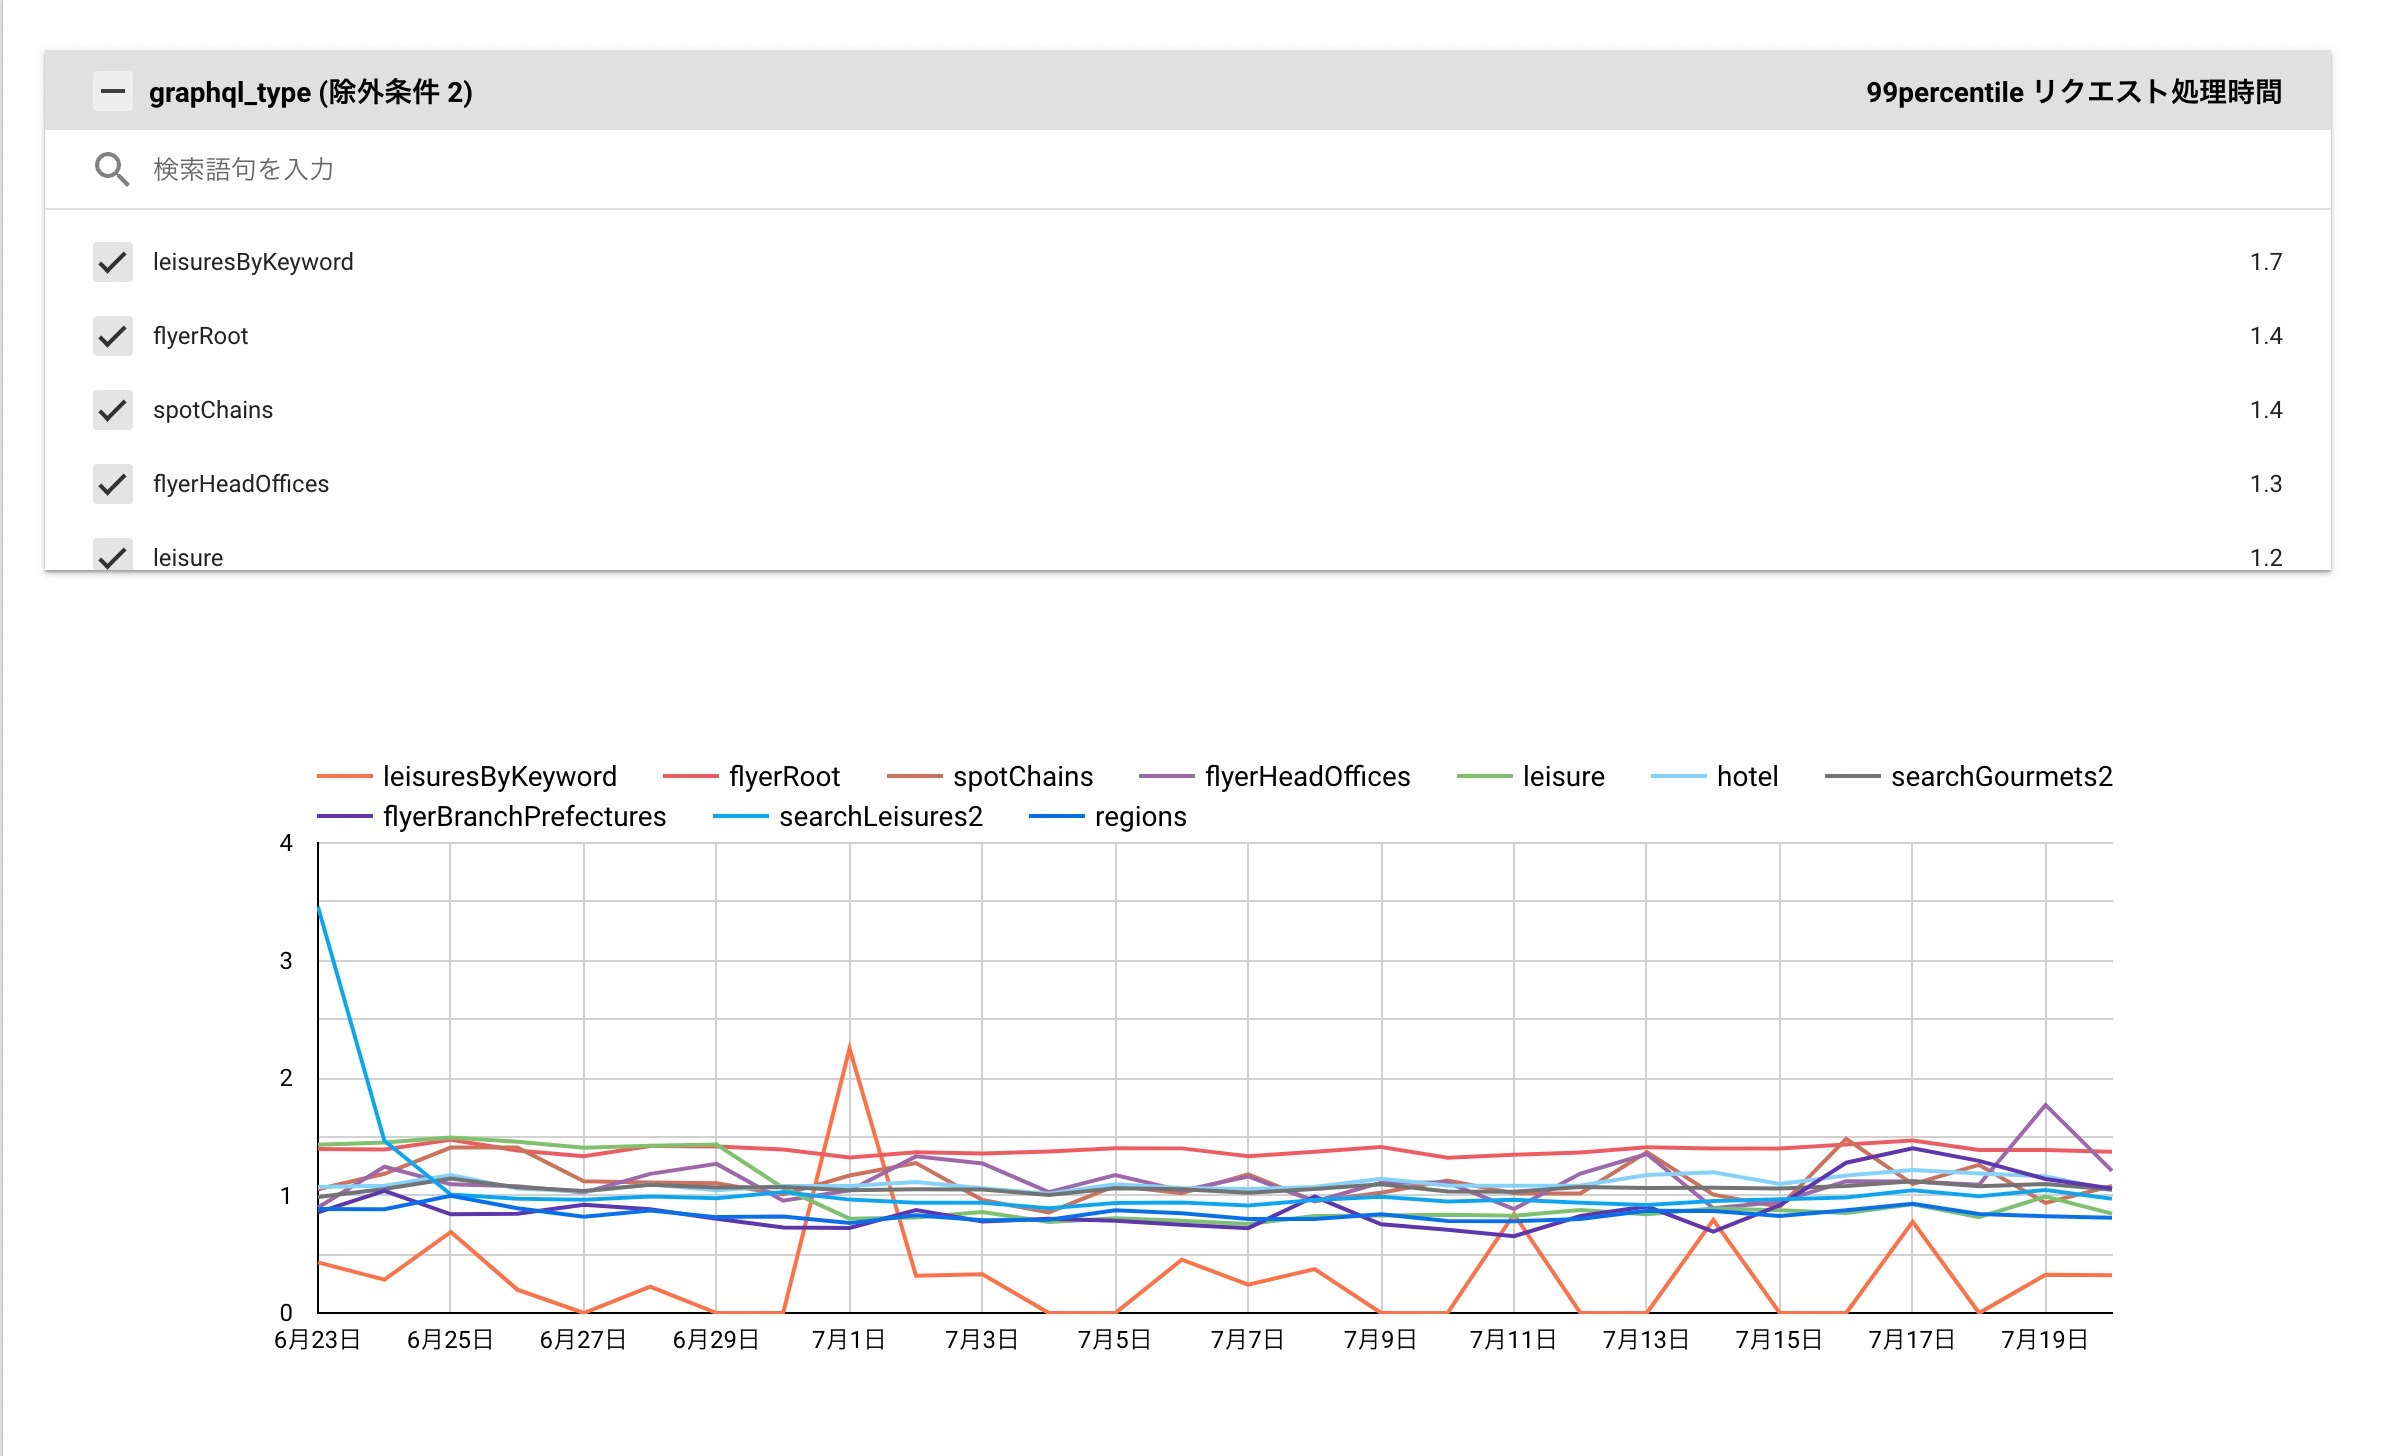 graphql_type (除外条件 2) 99percentile リクエスト処理時間
検索語句を入力
leisuresByKeyword 1.7
flyerRoot 1.4
spotChains 1.4
flyerHeadOffices 1.3
leisure 1.2
leisuresByKeyword flyerRoot spotChains flyerHeadOffices leisure hotel searchGourmets2
flyerBranchPrefectures searchLeisures2 regions
4
3
2
1
0
6月23日 6月25日 6月27日 6月29日 7月1日 7月3日 7月5日 7月7日 7月9日 7月11日 7月13日 7月15日 7月17日 7月19日